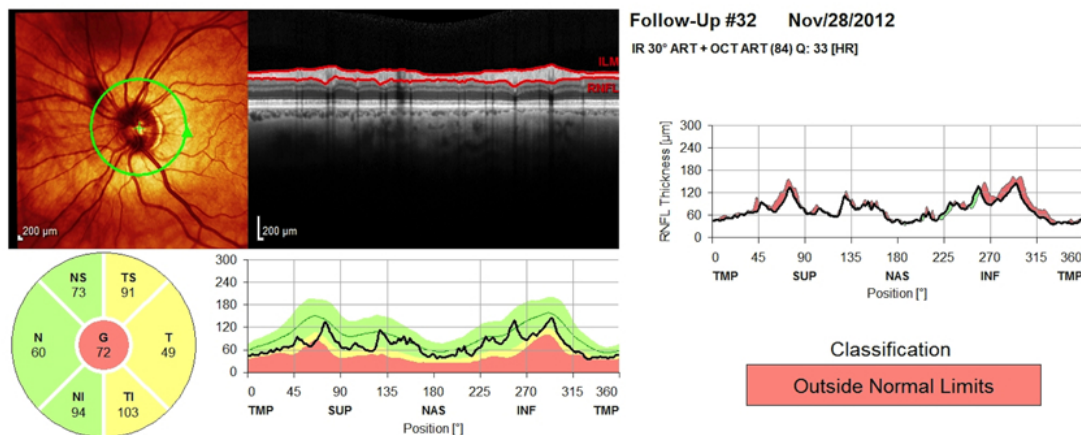 Follow-Up #32 Nov/28/2012
IR 30° ART + OCT ART (84) Q: 33 [HR]
ILM
RNFL
200 µm
200 µm
300
240
180
120
60
0
RNFL Thickness [µm]
0 45 90 135 180 225 270 315 360
TMP SUP NAS INF TMP
Position [°]
NS
73
TS
91
N
60
G
72
T
49
NI
94
TI
103
300
240
180
120
60
0
0 45 90 135 180 225 270 315 360
TMP SUP NAS INF TMP
Position [°]
Classification
Outside Normal Limits